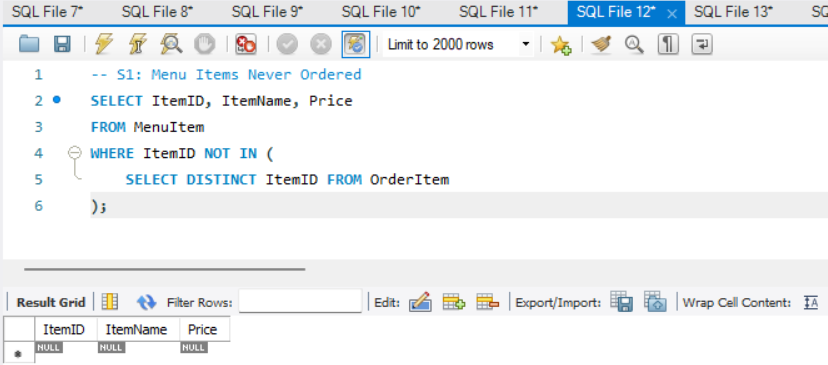 SQL File 7* SQL File 8* SQL File 9* SQL File 10* SQL File 11* SQL File 12* SQL File 13* SQ
Limit to 2000 rows
1 -- S1: Menu Items Never Ordered
2 SELECT ItemID, ItemName, Price
3 FROM MenuItem
4 WHERE ItemID NOT IN (
5 SELECT DISTINCT ItemID FROM OrderItem
6 );
Result Grid Filter Rows: Edit: Export/Import: Wrap Cell Content: IA
ItemID ItemName Price
NULL NULL NULL